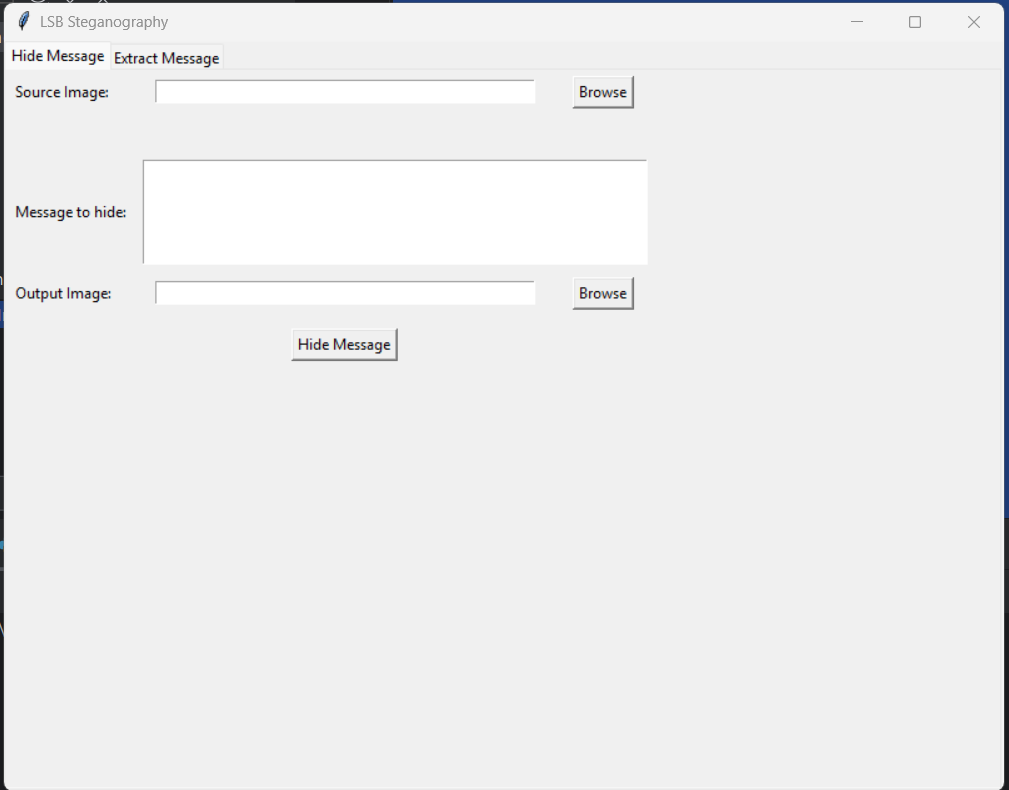 LSB Steganography
Hide Message Extract Message
Source Image: Browse
Message to hide:
Output Image: Browse
Hide Message